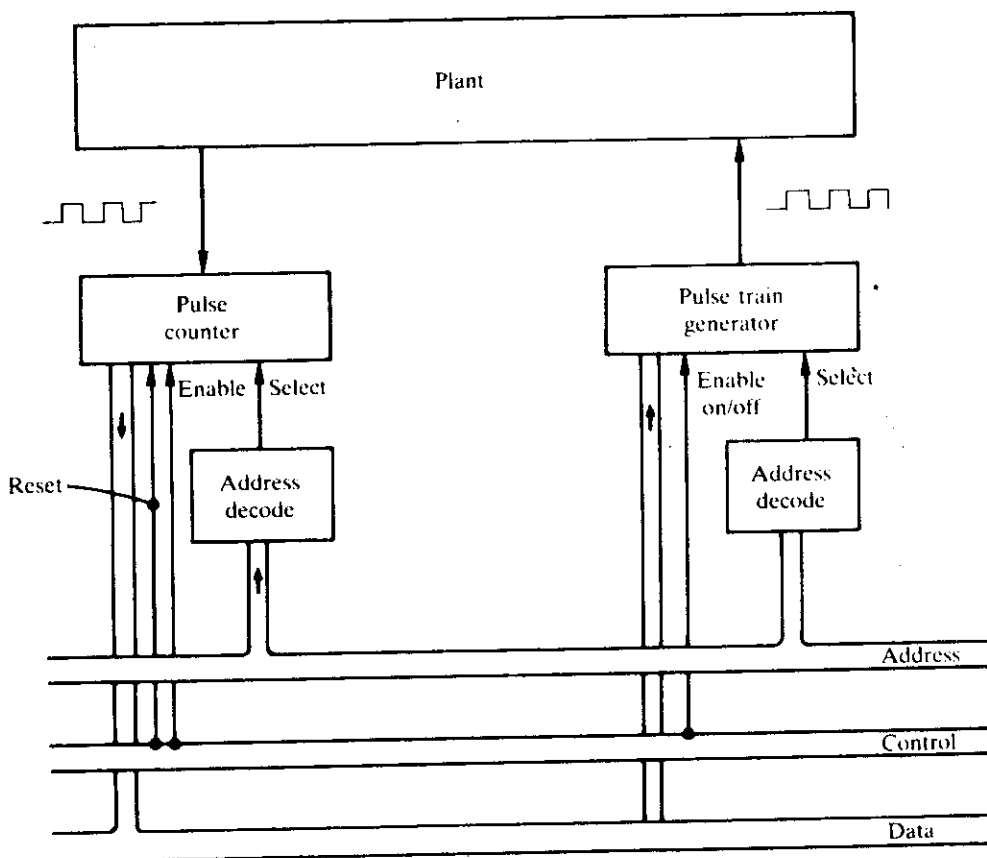 Plant
Pulse
counter
Pulse train
generator
Enable
Select
Enable
on/off
Select
Reset
Address
decode
Address
decode
Address
Control
Data